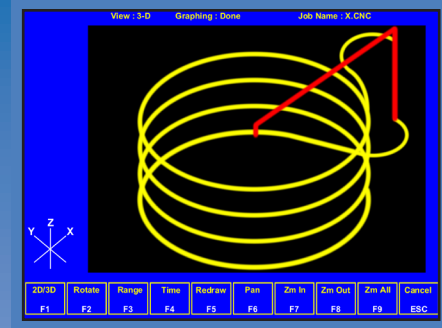 View : 3-D Graphing : Done Job Name : X.CNC
Z
Y X
2D/3D Rotate Range Time Redraw Pan Zm In Zm Out Zm All Cancel
F1 F2 F3 F4 F5 F6 F7 F8 F9 ESC